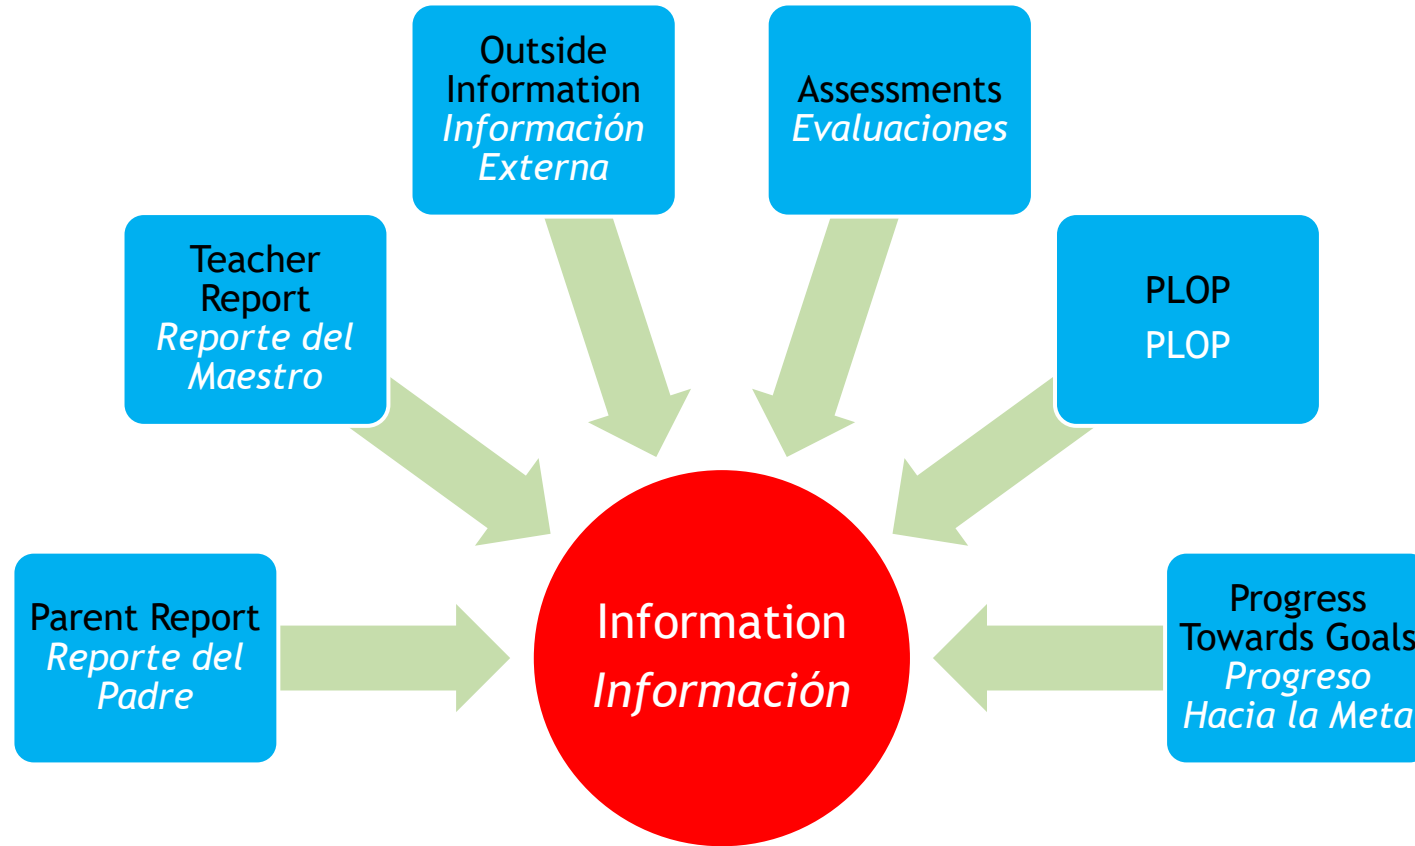 Outside
Information
Información
Externa
Assessments
Evaluaciones
Teacher
Report
Reporte del
Maestro
PLOP
PLOP
Parent Report
Reporte del
Padre
Information
Información
Progress
Towards Goals
Progreso
Hacia la Meta